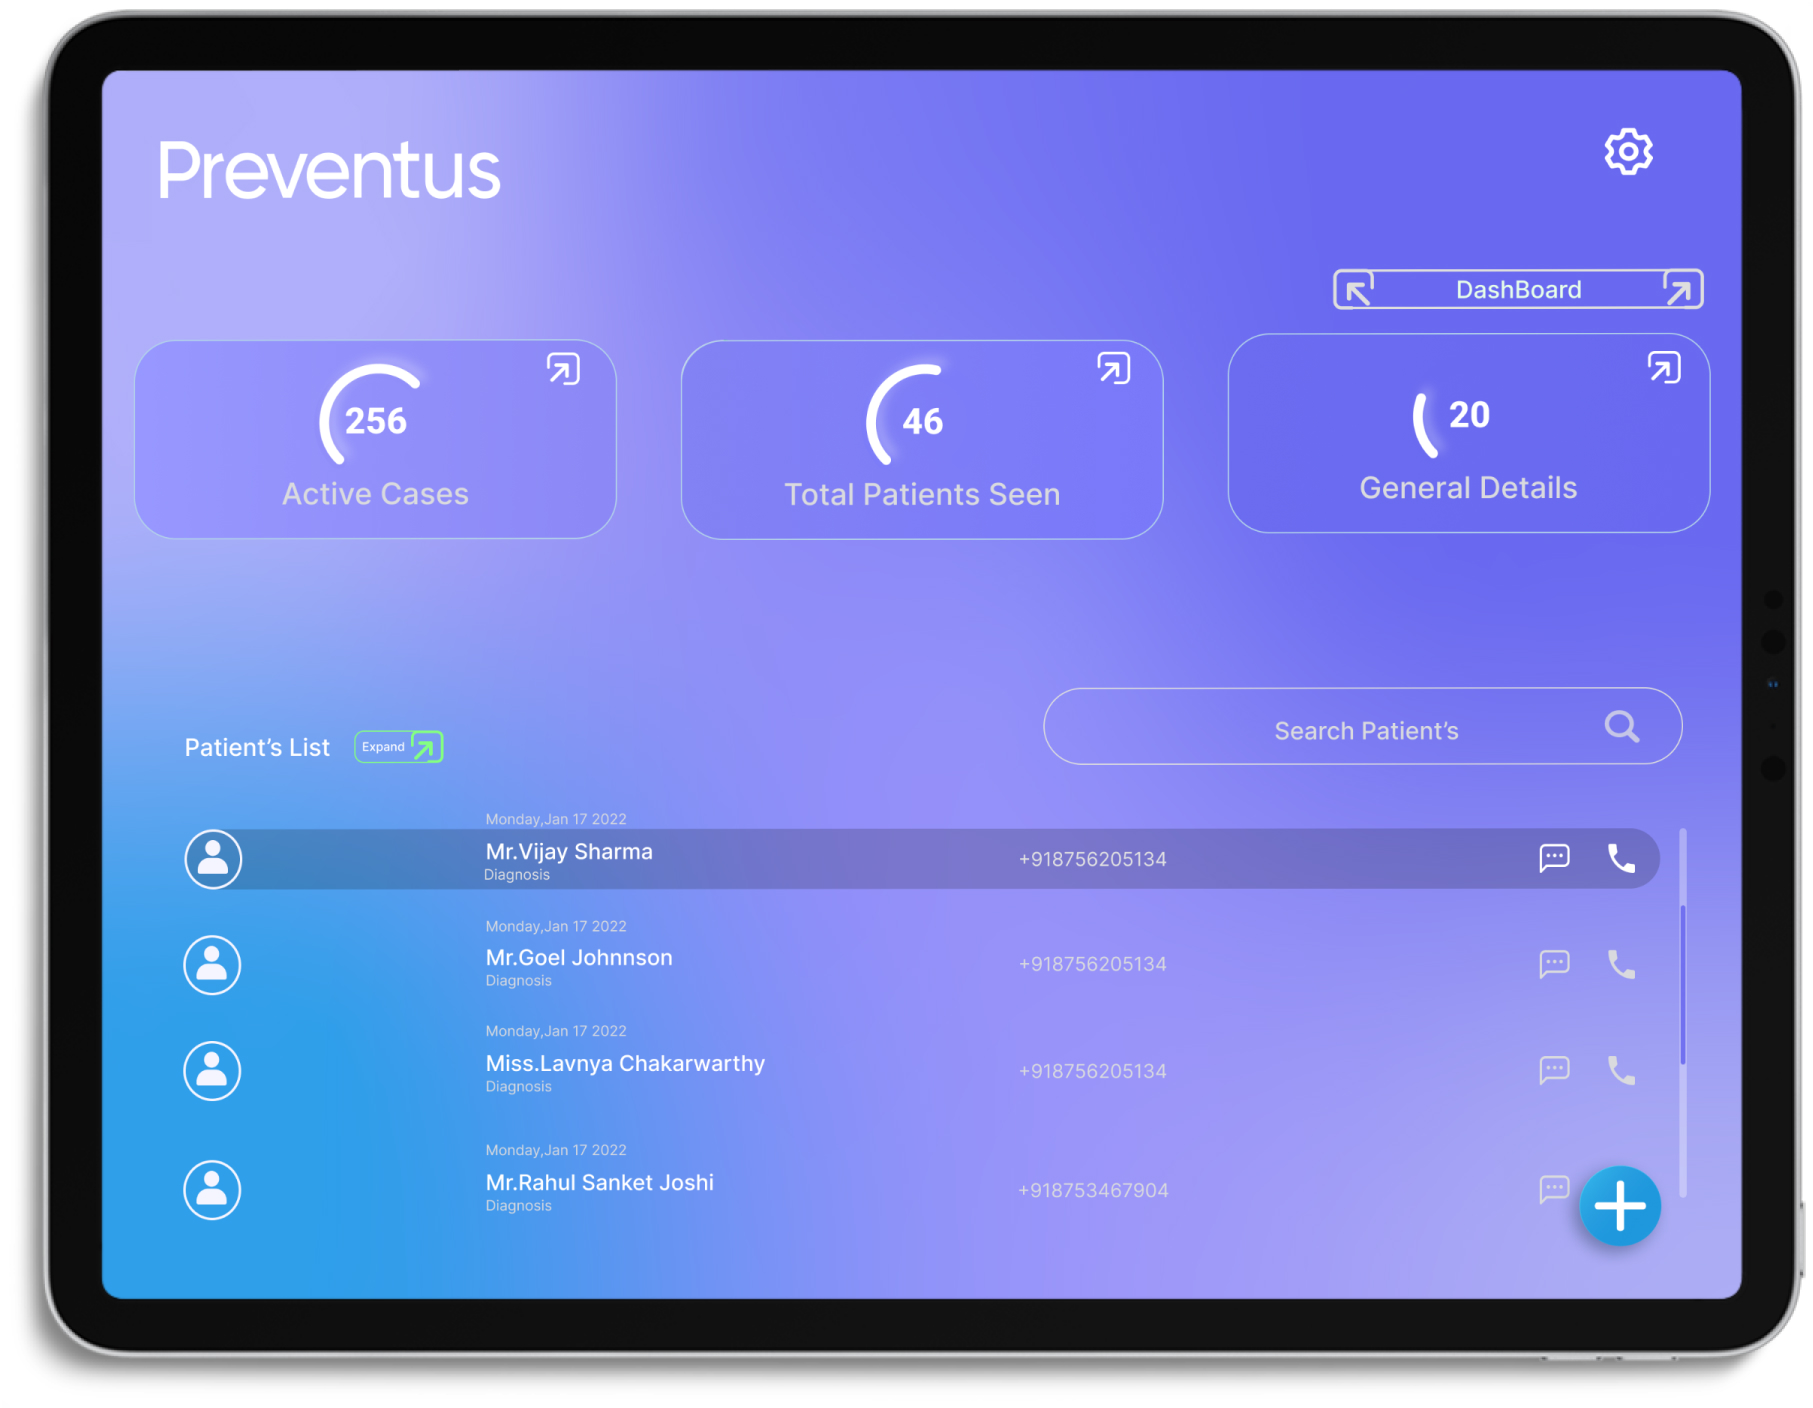 Preventus
DashBoard
256
Active Cases
46
Total Patients Seen
20
General Details
Patient's List
Expand
Search Patient's
Monday,Jan 17 2022
Mr.Vijay Sharma
Diagnosis
+918756205134
Monday,Jan 17 2022
Mr.Goel Johnnson
Diagnosis
+918756205134
Monday,Jan 17 2022
Miss.Lavnya Chakarwarthy
Diagnosis
+918756205134
Monday,Jan 17 2022
Mr.Rahul Sanket Joshi
Diagnosis
+918753467904